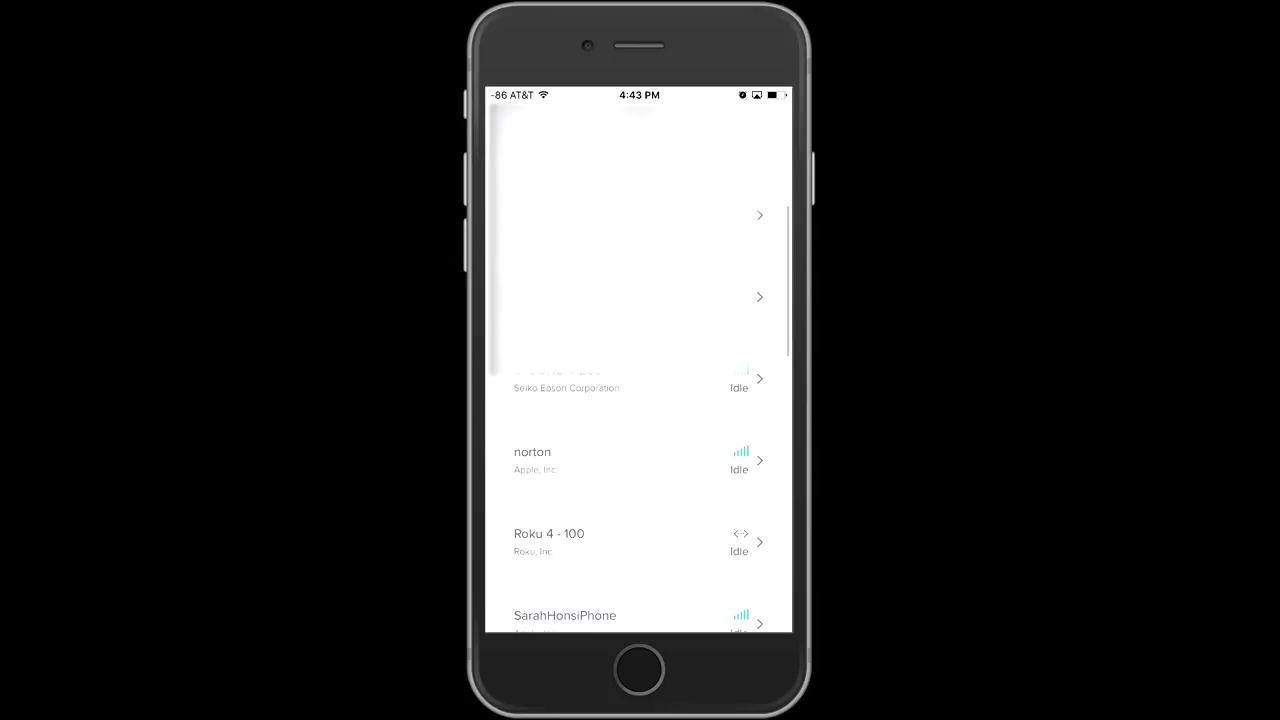 -86 AT&T 4:43 PM
Seiko Epson Corporation
Idle
norton
Apple, Inc.
Idle
Roku 4 - 100
Roku, Inc.
Idle
SarahHonsiPhone